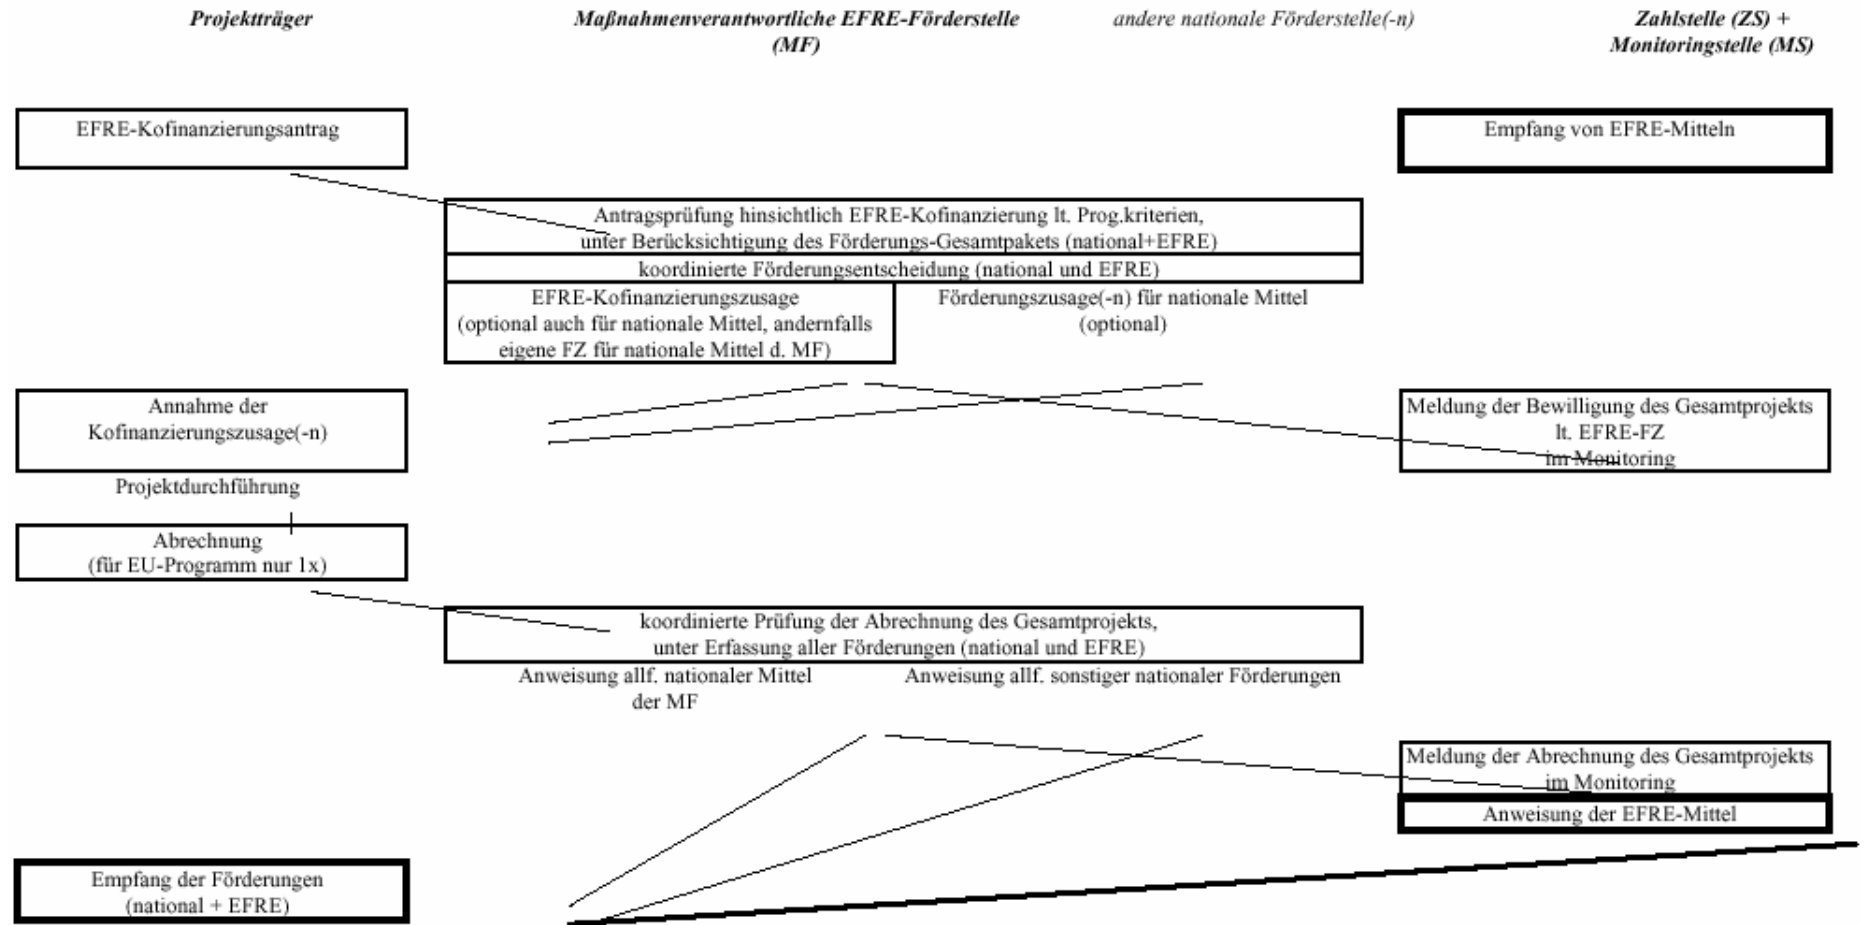 Projektträger
Maßnahmenverantwortliche EFRE-Förderstelle
(MF)
andere nationale Förderstelle(-n)
Zahlstelle (ZS) +
Monitoringstelle (MS)
EFRE-Kofinanzierungsantrag
Empfang von EFRE-Mitteln
Antragsprüfung hinsichtlich EFRE-Kofinanzierung lt. Prog.kriterien,
unter Berücksichtigung des Förderungs-Gesamtpakets (national+EFRE)
koordinierte Förderungsentscheidung (national und EFRE)
EFRE-Kofinanzierungszusage
(optional auch für nationale Mittel, andernfalls
eigene FZ für nationale Mittel d. MF)
Förderungszusage(-n) für nationale Mittel
(optional)
Annahme der
Kofinanzierungszusage(-n)
Meldung der Bewilligung des Gesamtprojekts
lt. EFRE-FZ
im Monitoring
Projektdurchführung
Abrechnung
(für EU-Programm nur 1x)
koordinierte Prüfung der Abrechnung des Gesamtprojekts,
unter Erfassung aller Förderungen (national und EFRE)
Anweisung allf. nationaler Mittel
der MF
Anweisung allf. sonstiger nationaler Förderungen
Meldung der Abrechnung des Gesamtprojekts
im Monitoring
Anweisung der EFRE-Mittel
Empfang der Förderungen
(national + EFRE)